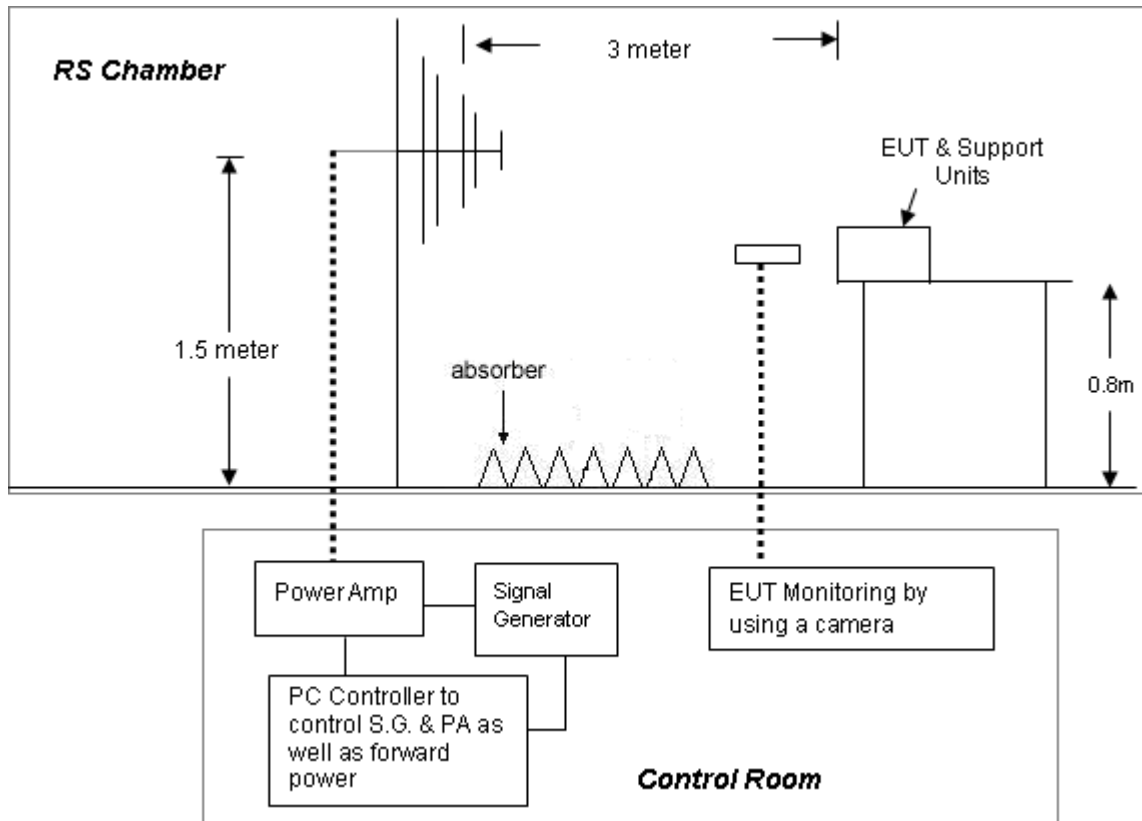 3 meter
RS Chamber
EUT & Support
Units
1.5 meter
absorber
0.8m
Power Amp
Signal
Generator
EUT Monitoring by
using a camera
PC Controller to
control S.G. & PA as
well as forward
power
Control Room